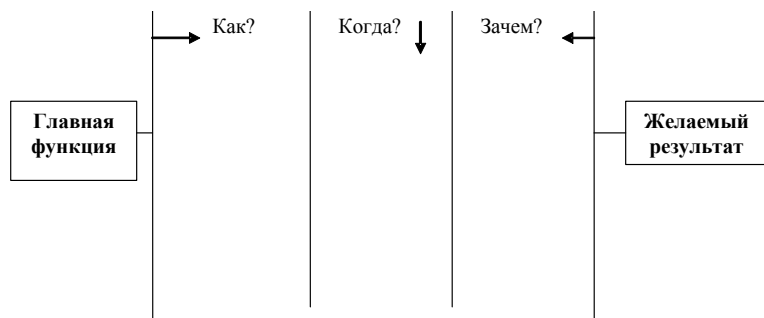 Как?
Когда?
Зачем?
Главная
функция
Желаемый
результат